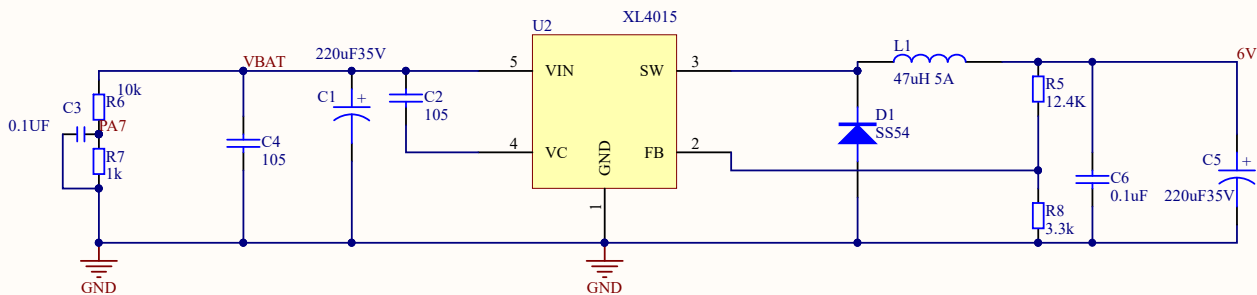 XL4015
U2
VBAT
220uF35V
5
VIN
SW
3
L1
47uH 5A
6V
10k
R6
C3
0.1UF
PA7
R7
1k
C4
105
C1
+
C2
105
4
VC
GND
FB
2
1
D1
SS54
R5
12.4K
R8
3.3k
C6
0.1uF
C5
+
220uF35V
GND
GND